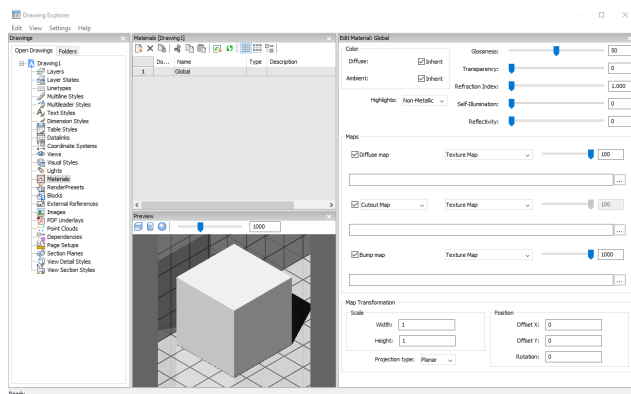 Drawing Explorer
Edit View Settings Help
Drawings
Open Drawings Folders
Drawing1
Layers
Layer States
Linetypes
Multiline Styles
Multileader Styles
Text Styles
Dimension Styles
Table Styles
Datalinks
Coordinate Systems
Views
Visual Styles
Lights
Materials
RenderPresets
Blocks
External References
Images
PDF Underlays
Point Clouds
Dependencies
Page Setups
Section Planes
View Detail Styles
View Section Styles
Materials [Drawing1]
Do... Name Type Description
1 Global
Preview
1000
Edit Material: Global
Color
Diffuse: Inherit
Ambient: Inherit
Highlights: Non-Metallic
Glossiness: 50
Transparency: 0
Refraction Index: 1.000
Self-Illumination: 0
Reflectivity: 0
Maps
Diffuse map Texture Map 100
...
Cutout Map Texture Map 100
...
Bump map Texture Map 1000
...
Map Transformation
Scale
Width: 1
Height: 1
Projection type: Planar
Position
Offset X: 0
Offset Y: 0
Rotation: 0
Ready